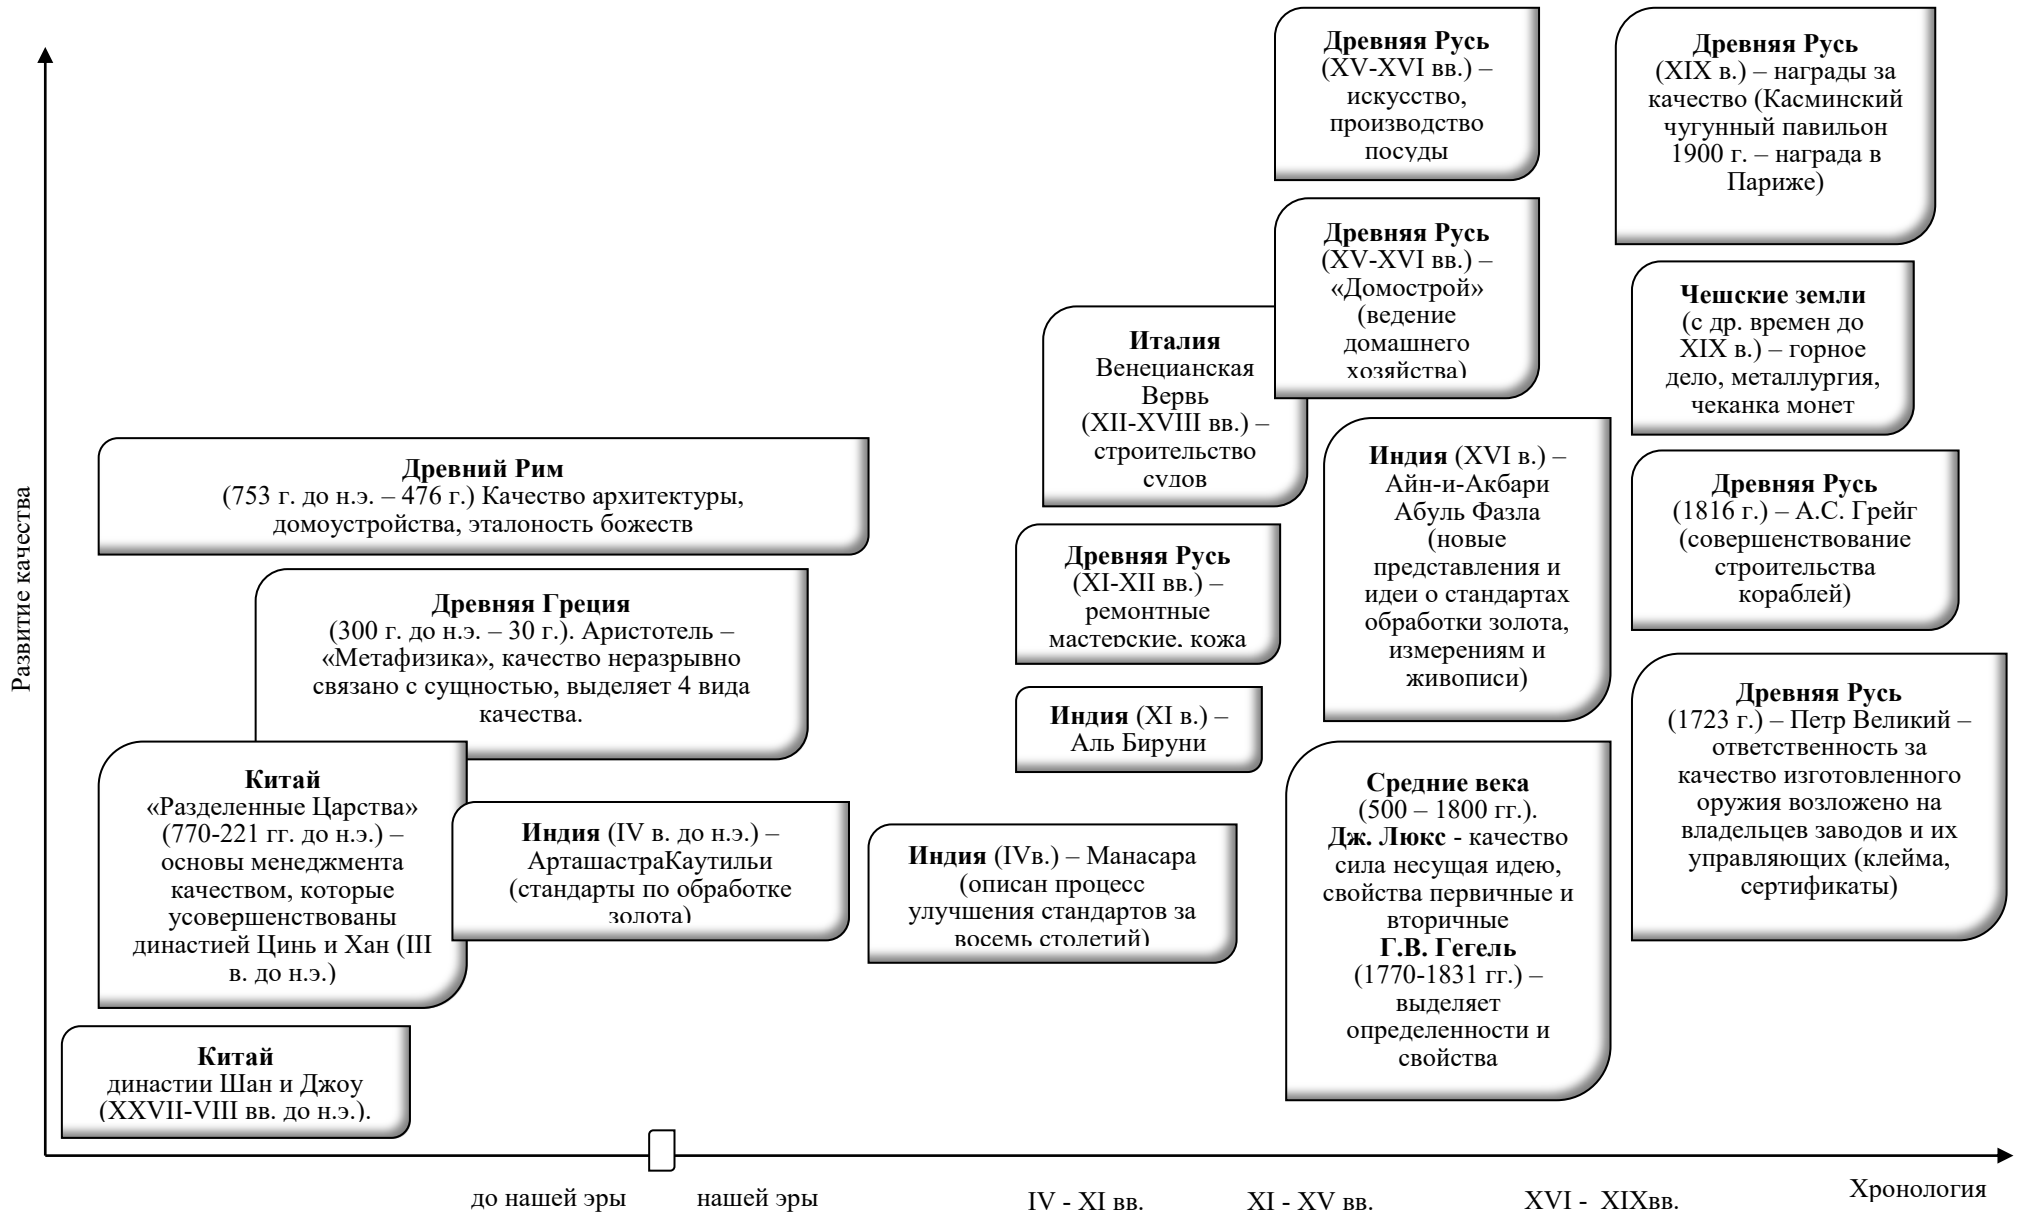 Развитие качества
Древняя Русь
(XV-XVI вв.) –
искусство,
производство
посуды
Древняя Русь
(XIX в.) – награды за
качество (Касминский
чугунный павильон
1900 г. – награда в
Париже)
Древняя Русь
(XV-XVI вв.) –
«Домострой»
(ведение
домашнего
хозяйства)
Чешские земли
(с др. времен до
XIX в.) – горное
дело, металлургия,
чеканка монет
Италия
Венецианская
Вервь
(XII-XVIII вв.) –
строительство
судов
Древний Рим
(753 г. до н.э. – 476 г.) Качество архитектуры,
домоустройства, эталоность божеств
Индия (XVI в.) –
Айн-и-Акбари
Абуль Фазла
(новые
представления и
идеи о стандартах
обработки золота,
измерениям и
живописи)
Древняя Русь
(1816 г.) – А.С. Грейг
(совершенствование
строительства
кораблей)
Древняя Греция
(300 г. до н.э. – 30 г.). Аристотель –
«Метафизика», качество неразрывно
связано с сущностью, выделяет 4 вида
качества.
Древняя Русь
(XI-XII вв.) –
ремонтные
мастерские, кожа
Индия (XI в.) –
Аль Бируни
Древняя Русь
(1723 г.) – Петр Великий –
ответственность за
качество изготовленного
оружия возложено на
владельцев заводов и их
управляющих (клейма,
сертификаты)
Китай
«Разделенные Царства»
(770-221 гг. до н.э.) –
основы менеджмента
качеством, которые
усовершенствованы
династией Цинь и Хан (III
в. до н.э.)
Индия (IV в. до н.э.) –
АрташастраКаутильи
(стандарты по обработке
золота)
Индия (IVв.) – Манасара
(описан процесс
улучшения стандартов за
восемь столетий)
Средние века
(500 – 1800 гг.).
Дж. Люкс - качество
сила несущая идею,
свойства первичные и
вторичные
Г.В. Гегель
(1770-1831 гг.) –
выделяет
определенности и
свойства
Китай
династии Шан и Джоу
(XXVII-VIII вв. до н.э.).
до нашей эры
нашей эры
IV - XI вв.
XI - XV вв.
XVI - XIXвв.
Хронология